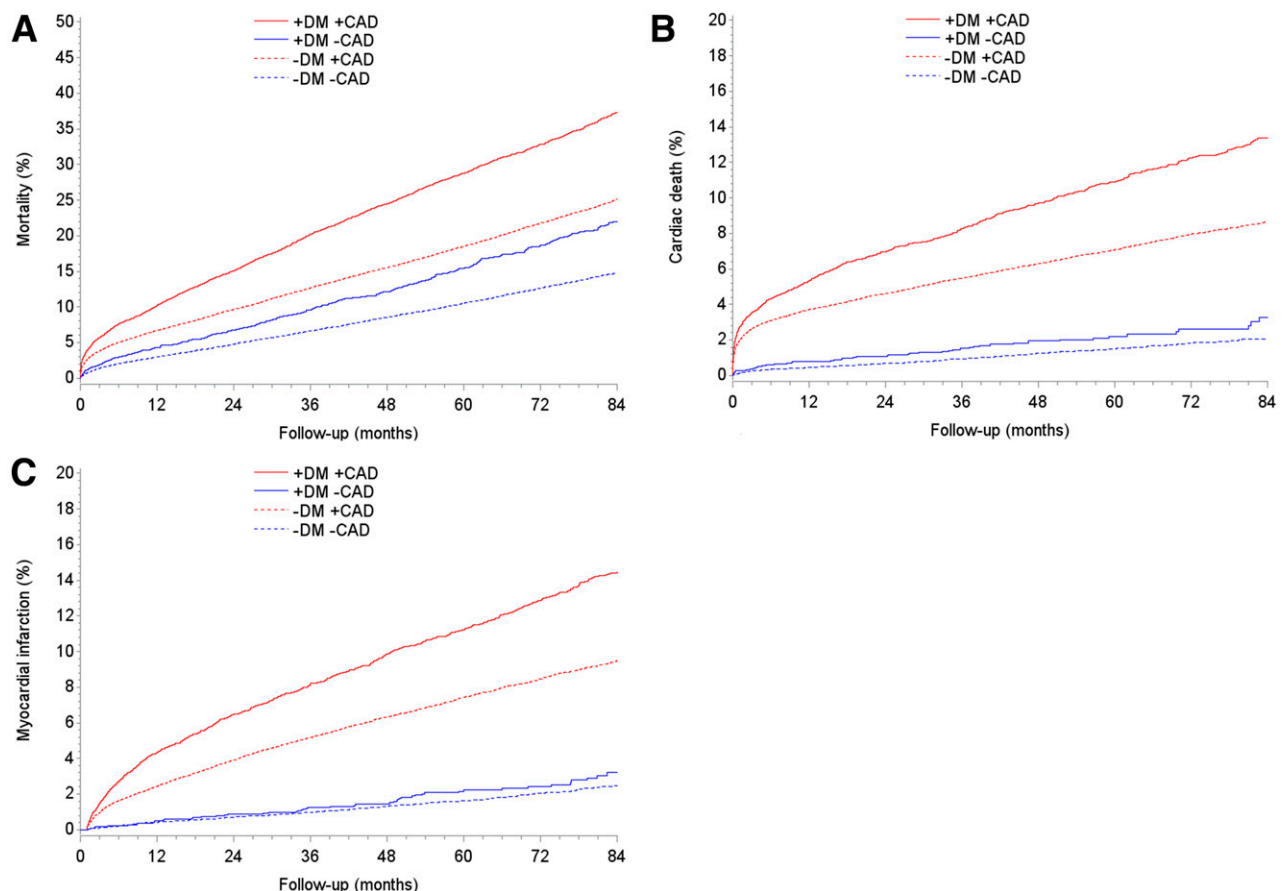 A
+DM +CAD
+DM -CAD
-DM +CAD
-DM -CAD
50
45
40
35
30
25
20
15
10
5
0
Mortality (%)
0 12 24 36 48 60 72 84
Follow-up (months)
B
+DM +CAD
+DM -CAD
-DM +CAD
-DM -CAD
20
18
16
14
12
10
8
6
4
2
0
Cardiac death (%)
0 12 24 36 48 60 72 84
Follow-up (months)
C
+DM +CAD
+DM -CAD
-DM +CAD
-DM -CAD
20
18
16
14
12
10
8
6
4
2
0
Myocardial infarction (%)
0 12 24 36 48 60 72 84
Follow-up (months)